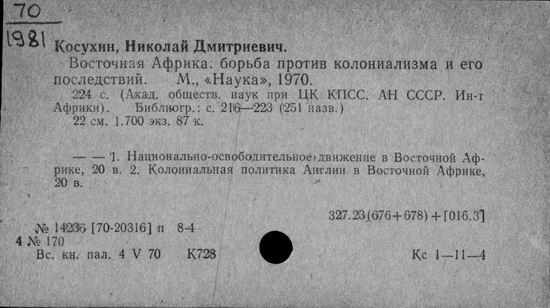 70
1981
Косухин, Николай Дмитриевич.
Восточная Африка: борьба против колониализма и его
последствий. М., «Наука», 1970.
224 с. (Акад. обществ. наук при ЦК КПСС. АН СССР. Ин-т
Африки). Библиогр.: с. 216—223 (251 назв.)
22 см. 1.700 экз. 87 к.
— — 1. Национально-освободительное движение в Восточной Аф-
рике, 20 в. 2. Колониальная политика Англии в Восточной Африке,
20 в.
327.23(676+678)+[016.3]
№ 14236 [70-20316] п 8-4
4 № 170
Вс. кн. пал. 4 V 70 К728 Кс 1—11—4